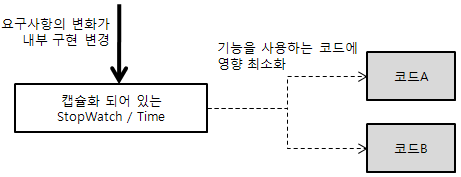 요구사항의 변화가
내부 구현 변경
기능을 사용하는 코드에
영향 최소화
캡슐화 되어 있는
StopWatch / Time
코드A
코드B